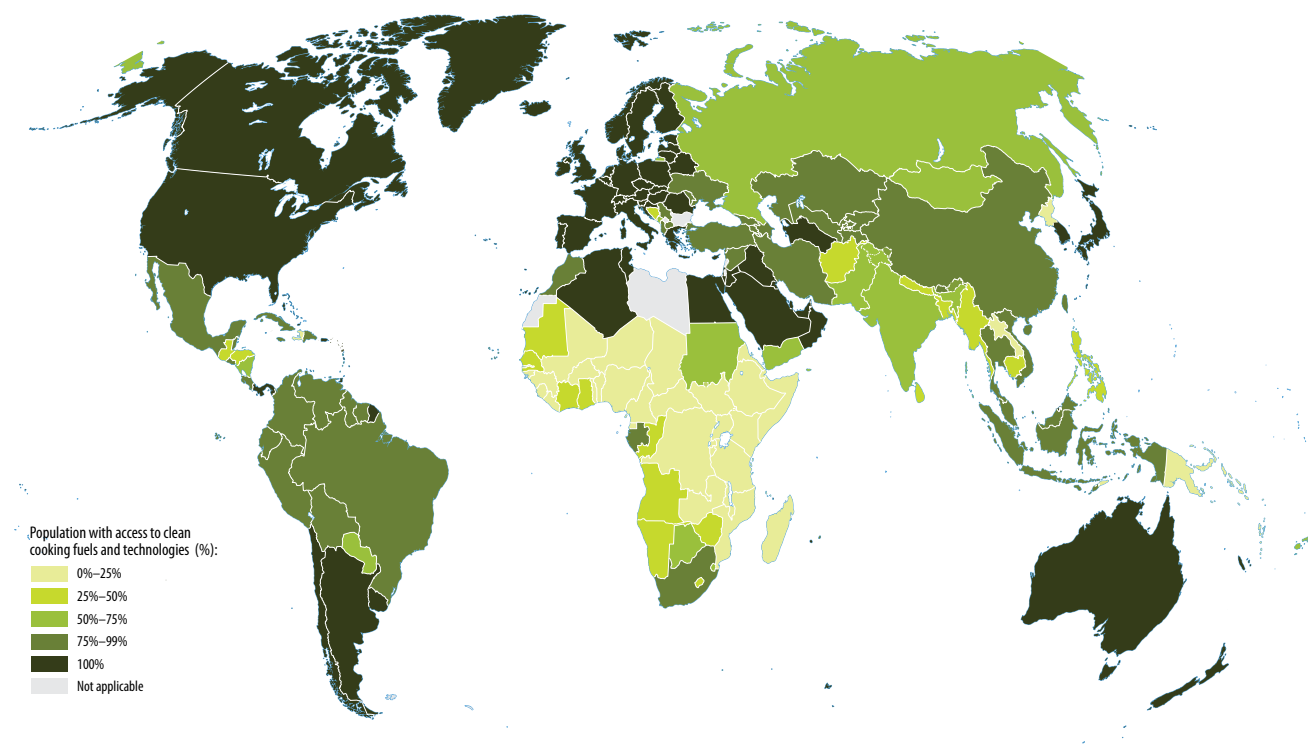 Population with access to clean
cooking fuels and technologies (%):
0%–25%
25%–50%
50%–75%
75%–99%
100%
Not applicable